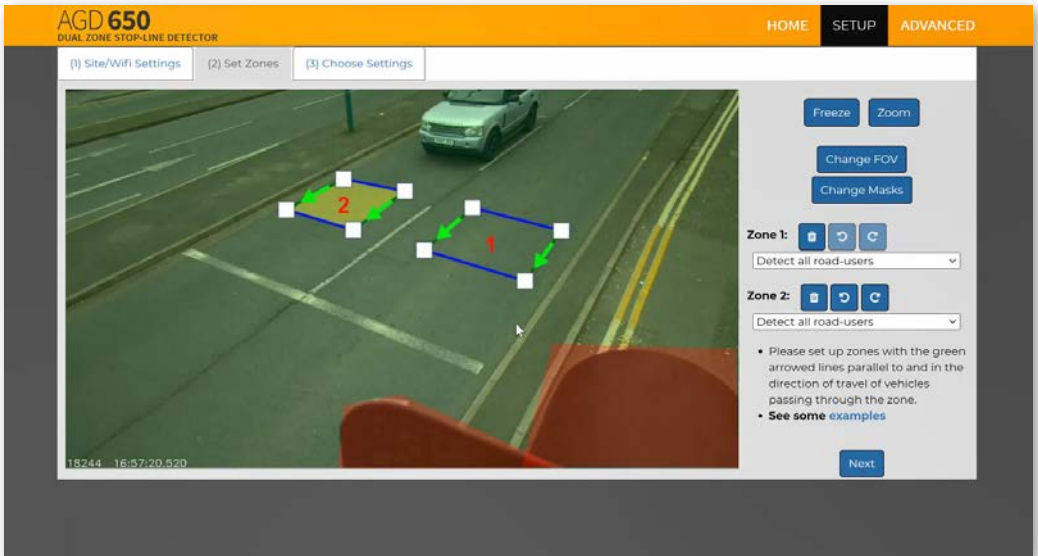 AGD 650
DUAL ZONE STOP-LINE DETECTOR
HOME SETUP ADVANCED
(1) Site/Wifi Settings (2) Set Zones (3) Choose Settings
Freeze Zoom
Change FOV
Change Masks
2
1
Zone 1:
Detect all road-users
Zone 2:
Detect all road-users
• Please set up zones with the green
arrowed lines parallel to and in the
direction of travel of vehicles
passing through the zone.
• See some examples
18244 16:57:20.520
Next